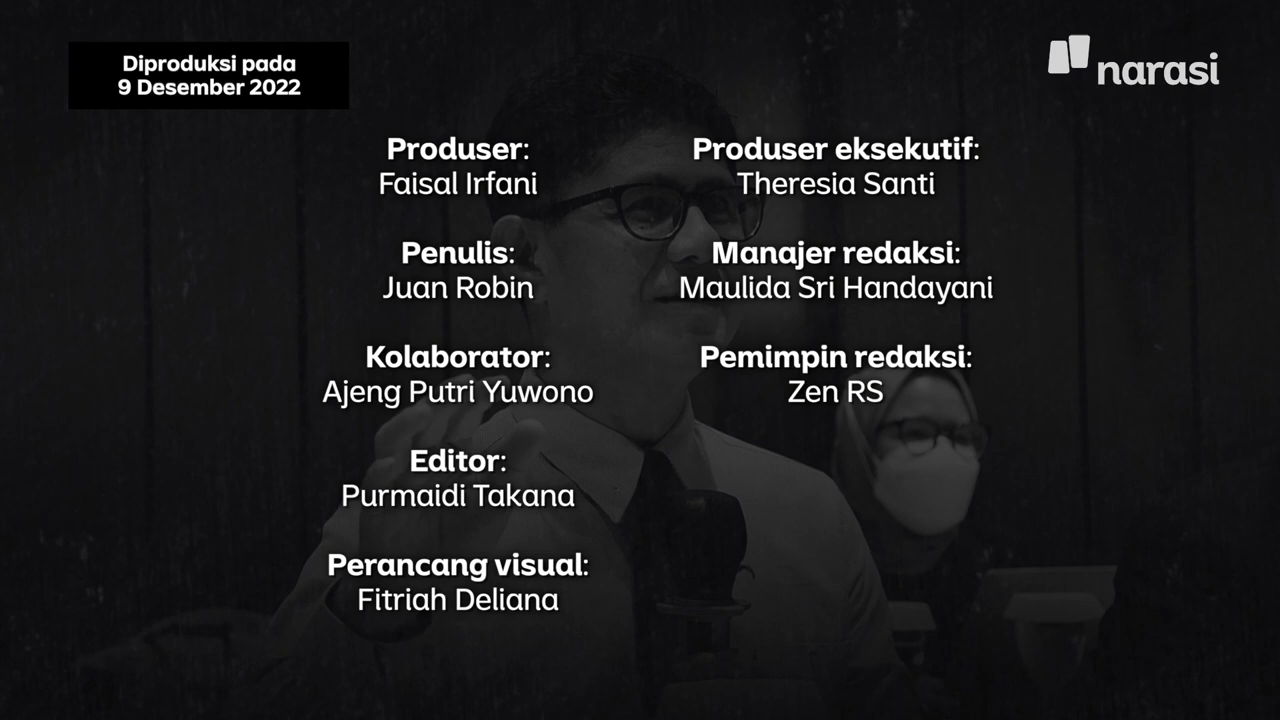 Diproduksi pada
9 Desember 2022
narasi
Produser:
Faisal Irfani
Penulis:
Juan Robin
Kolaborator:
Ajeng Putri Yuwono
Editor:
Purmaidi Takana
Perancang visual:
Fitriah Deliana
Produser eksekutif:
Theresia Santi
Manajer redaksi:
Maulida Sri Handayani
Pemimpin redaksi:
Zen RS